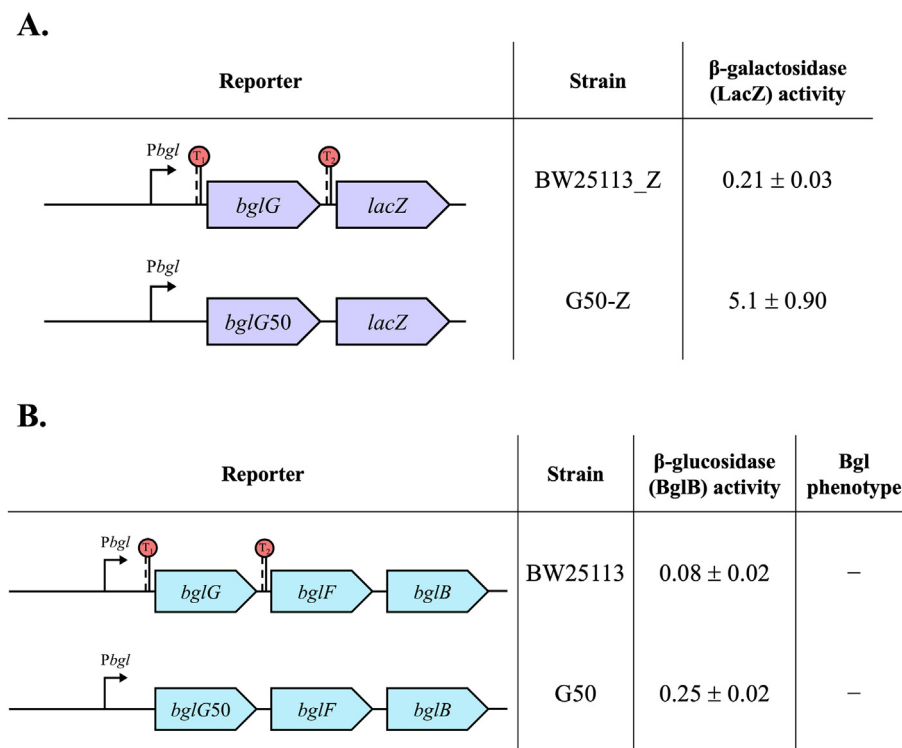 A.
Reporter
Strain
β-galactosidase
(LacZ) activity
Pbgl
T1
T2
bglG
lacZ
BW25113_Z
0.21 ± 0.03
Pbgl
bglG50
lacZ
G50-Z
5.1 ± 0.90
B.
Reporter
Strain
β-glucosidase
(BglB) activity
Bgl
phenotype
Pbgl
T1
T2
bglG
bglF
bglB
BW25113
0.08 ± 0.02
–
Pbgl
bglG50
bglF
bglB
G50
0.25 ± 0.02
–